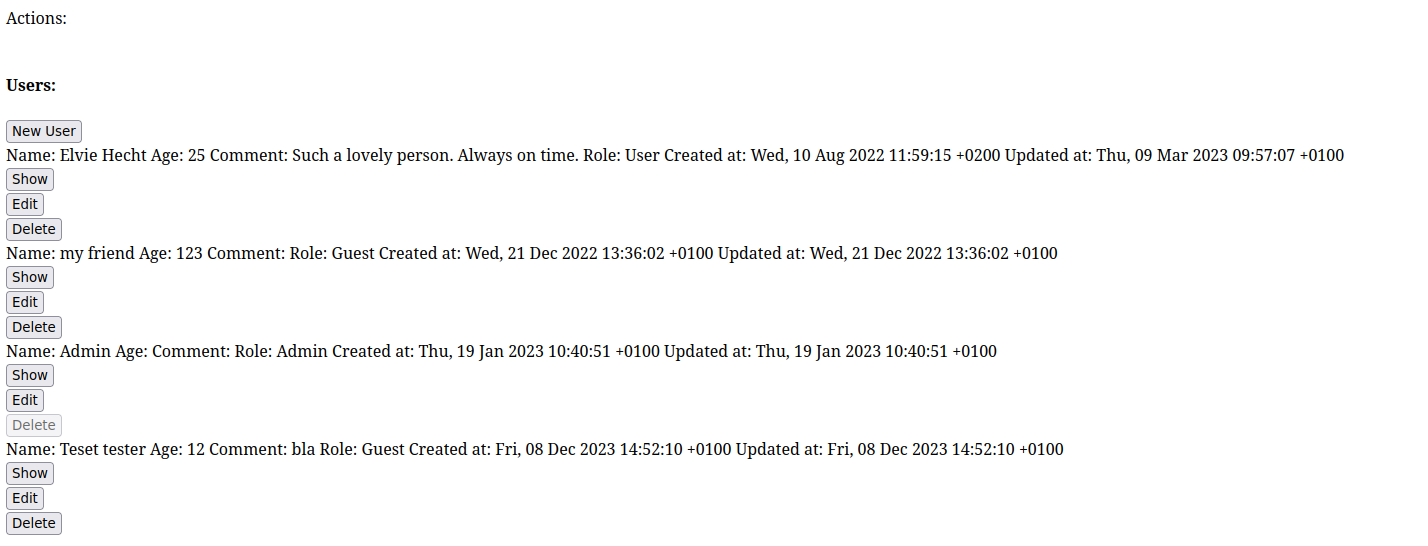 Actions:
Users:
New User
Name: Elvie Hecht Age: 25 Comment: Such a lovely person. Always on time. Role: User Created at: Wed, 10 Aug 2022 11:59:15 +0200 Updated at: Thu, 09 Mar 2023 09:57:07 +0100
Show
Edit
Delete
Name: my friend Age: 123 Comment: Role: Guest Created at: Wed, 21 Dec 2022 13:36:02 +0100 Updated at: Wed, 21 Dec 2022 13:36:02 +0100
Show
Edit
Delete
Name: Admin Age: Comment: Role: Admin Created at: Thu, 19 Jan 2023 10:40:51 +0100 Updated at: Thu, 19 Jan 2023 10:40:51 +0100
Show
Edit
Delete
Name: Teset tester Age: 12 Comment: bla Role: Guest Created at: Fri, 08 Dec 2023 14:52:10 +0100 Updated at: Fri, 08 Dec 2023 14:52:10 +0100
Show
Edit
Delete